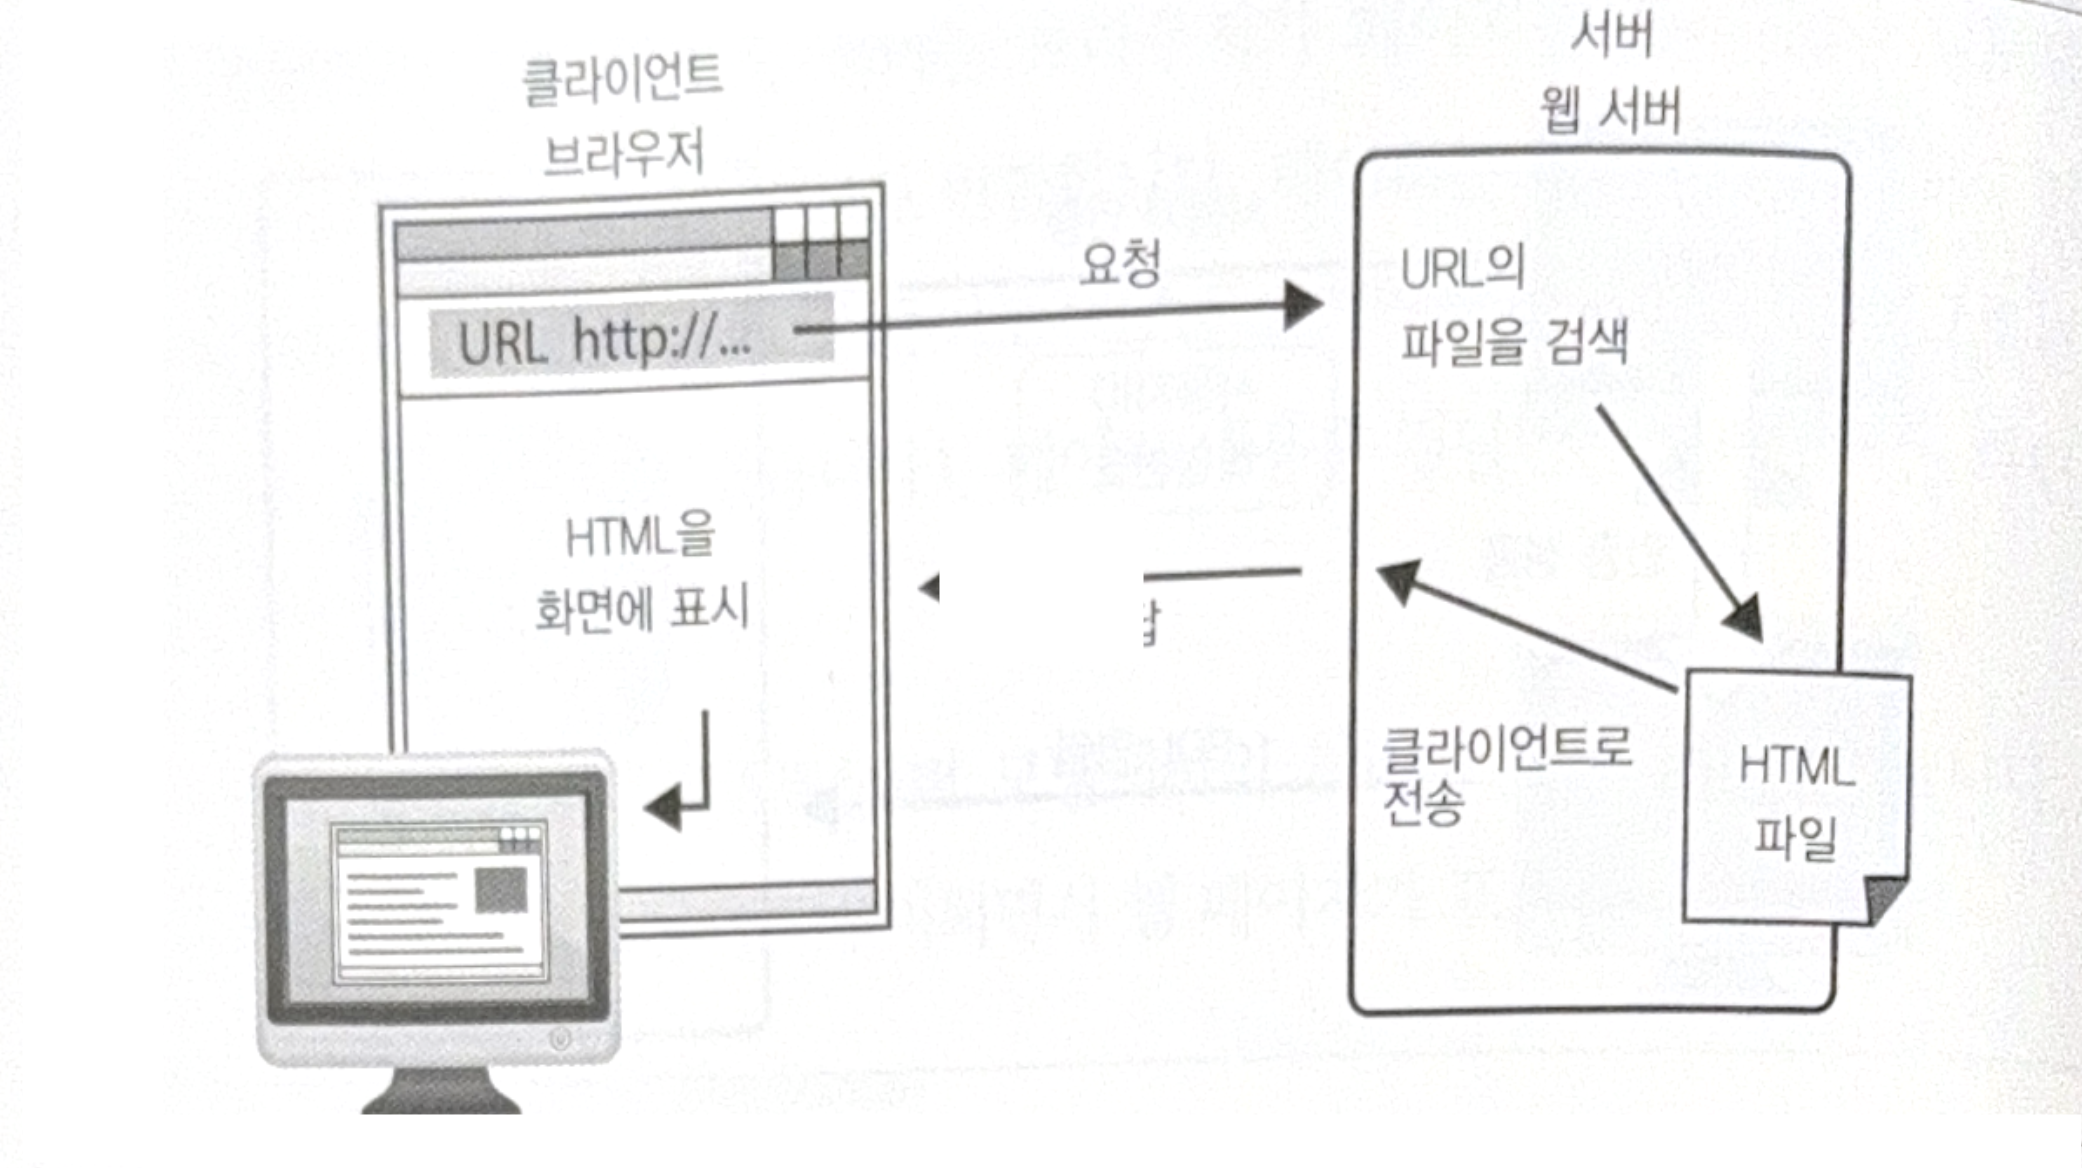 클라이언트
브라우저
서버
웹 서버
URL http://...
요청
URL의
파일을 검색
HTML을
화면에 표시
클라이언트로
전송
HTML
파일